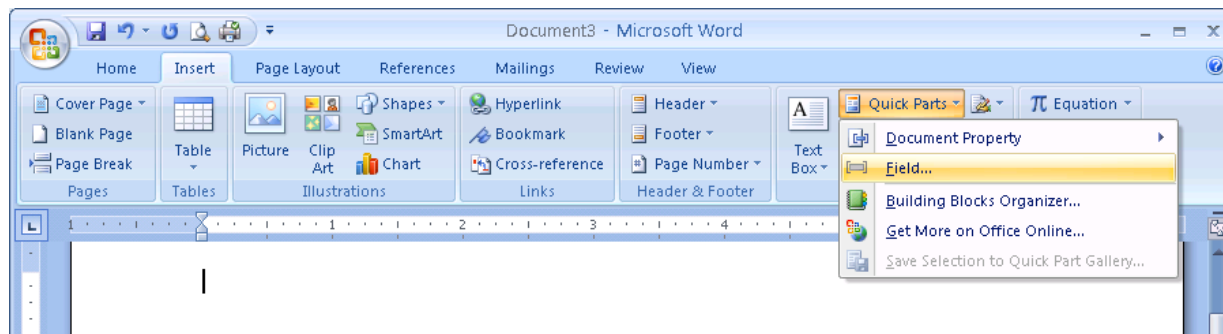 Document3 - Microsoft Word
Home Insert Page Layout References Mailings Review View
Cover Page
Blank Page
Page Break
Pages
Table
Tables
Picture
Clip Art
Shapes
SmartArt
Chart
Illustrations
Hyperlink
Bookmark
Cross-reference
Links
Header
Footer
Page Number
Header & Footer
A
Text Box
Quick Parts
π Equation
Document Property
Field...
Building Blocks Organizer...
Get More on Office Online...
Save Selection to Quick Part Gallery...
L 1 1 2 3 4